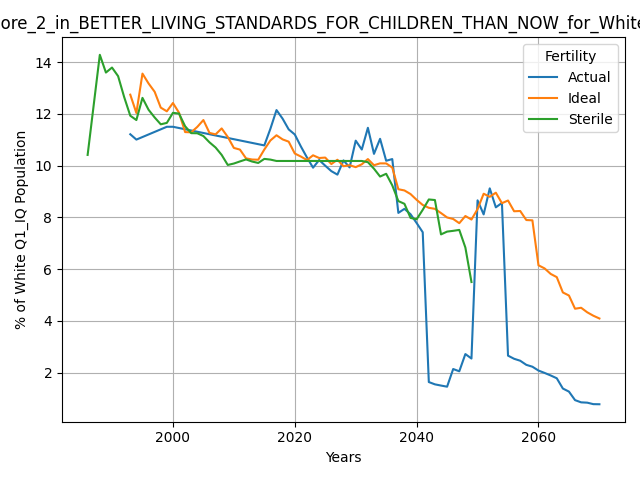 ore_2_in_BETTER_LIVING_STANDARDS_FOR_CHILDREN_THAN_NOW_for_White
Fertility
Actual
Ideal
Sterile
% of White Q1_IQ Population
14
12
10
8
6
4
2
2000
2020
2040
2060
Years